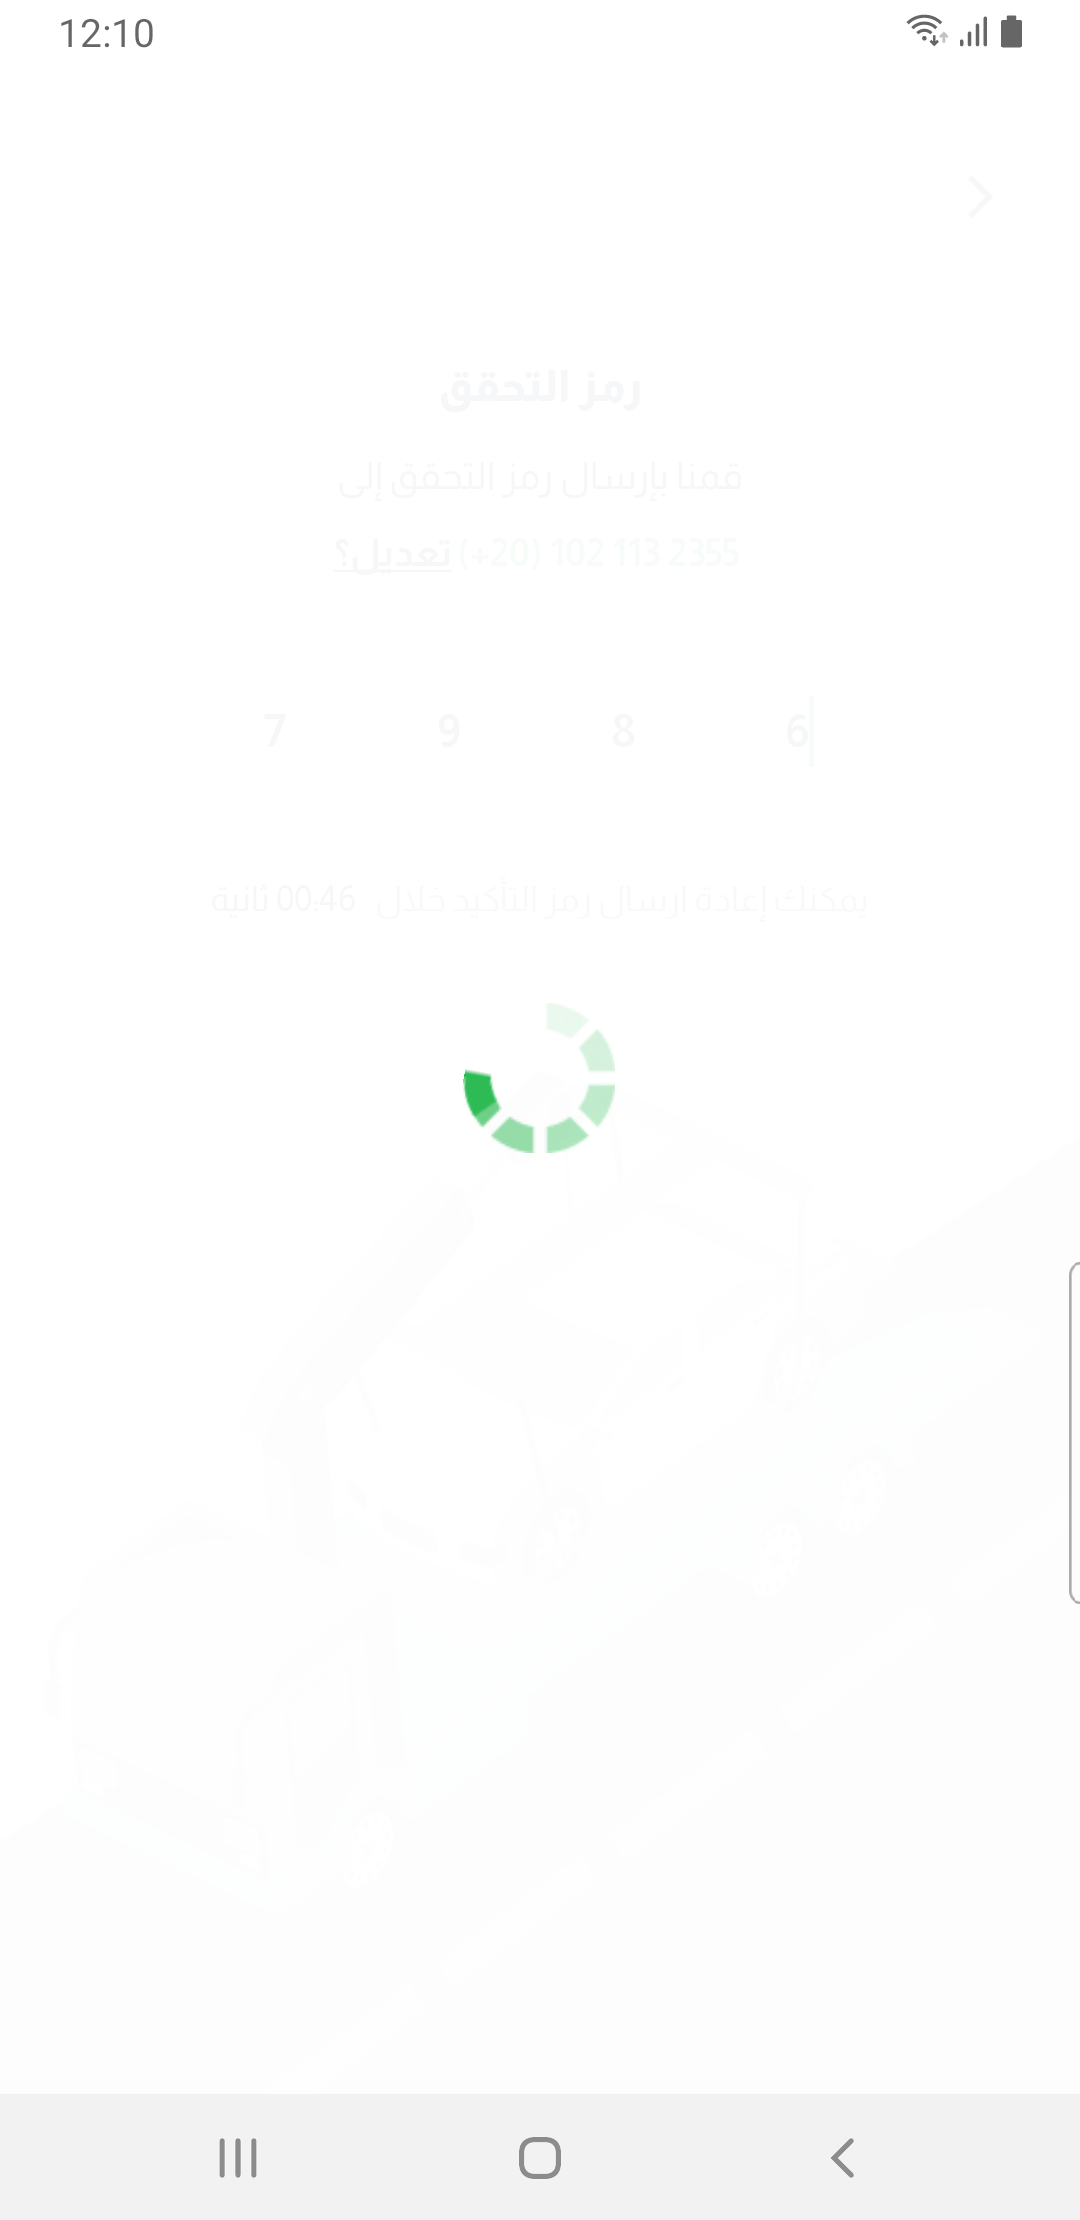 12:10
رمز التحقق
قمنا بإرسال رمز التحقق إلى
(+20) 102 113 2355 تعديل؟
7 9 8 6
يمكنك إعادة ارسال رمز التأكيد خلال 00:46 ثانية